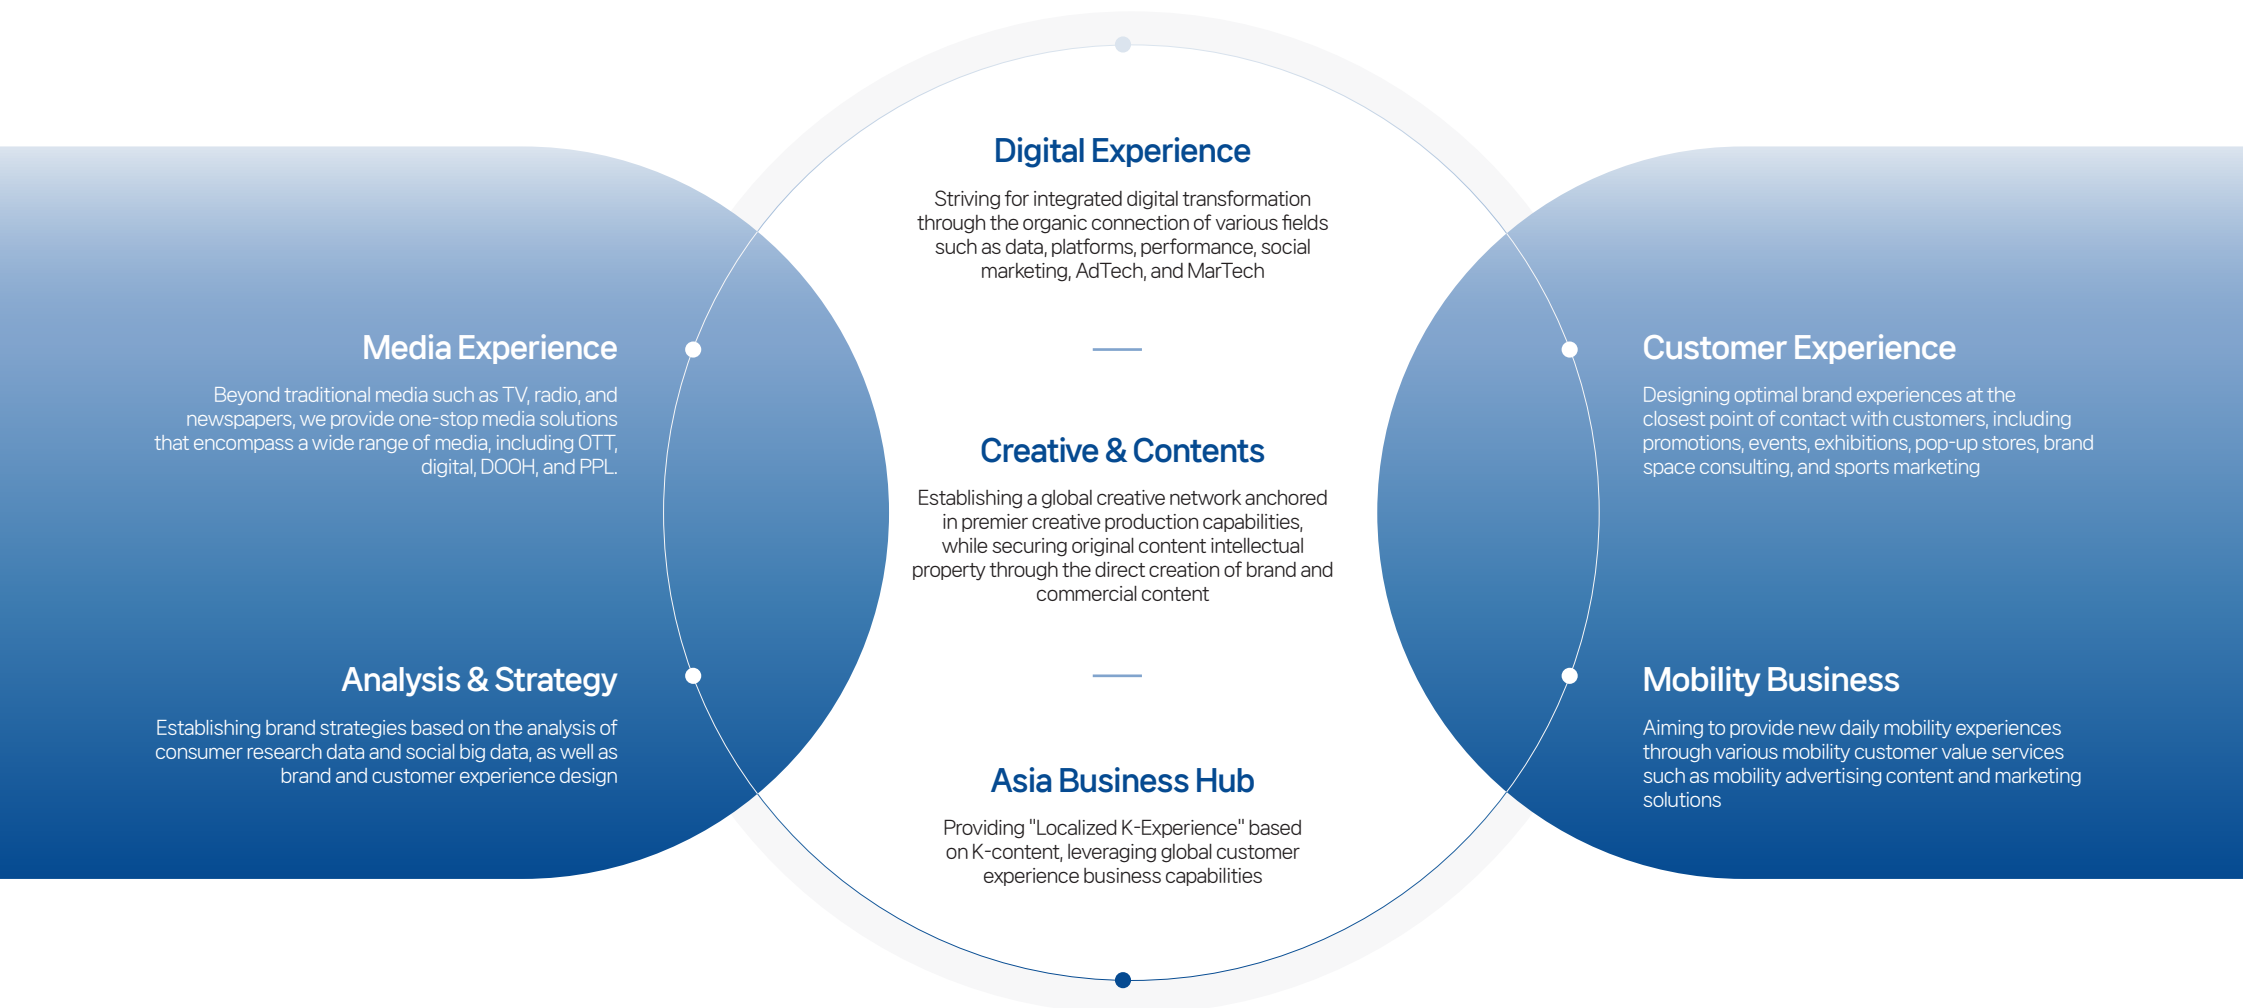 Media Experience
Beyond traditional media such as TV, radio, and
newspapers, we provide one-stop media solutions
that encompass a wide range of media, including OTT,
digital, DOOH, and PPL.
Analysis & Strategy
Establishing brand strategies based on the analysis of
consumer research data and social big data, as well as
brand and customer experience design
Digital Experience
Striving for integrated digital transformation
through the organic connection of various fields
such as data, platforms, performance, social
marketing, AdTech, and MarTech
Creative & Contents
Establishing a global creative network anchored
in premier creative production capabilities,
while securing original content intellectual
property through the direct creation of brand and
commercial content
Asia Business Hub
Providing "Localized K-Experience" based
on K-content, leveraging global customer
experience business capabilities
Customer Experience
Designing optimal brand experiences at the
closest point of contact with customers, including
promotions, events, exhibitions, pop-up stores, brand
space consulting, and sports marketing
Mobility Business
Aiming to provide new daily mobility experiences
through various mobility customer value services
such as mobility advertising content and marketing
solutions